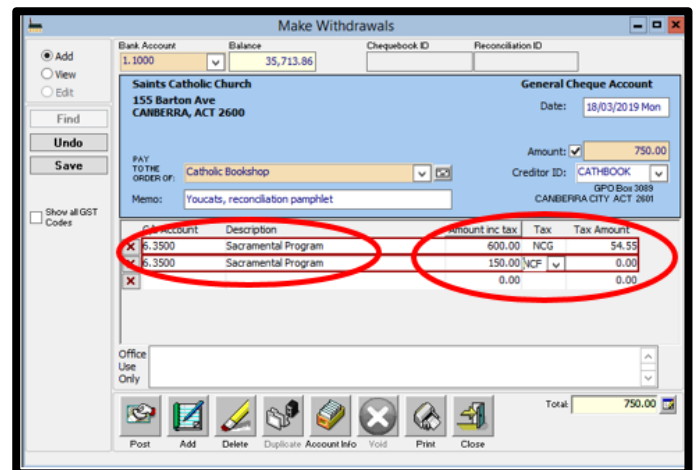 Make Withdrawals
Add
View
Edit
Find
Undo
Save
Show all GST
Codes
Bank Account Balance Chequebook ID Reconciliation ID
1.1000 35,713.86
Saints Catholic Church General Cheque Account
155 Barton Ave
CANBERRA, ACT 2600
Date: 18/03/2019 Mon
Amount: 750.00
PAY
TO THE
ORDER OF: Catholic Bookshop
Creditor ID: CATHBOOK
GPO Box 3089
CANBERRA CITY ACT 2601
Memo: Youcats, reconciliation pamphlet
G/L Account Description Amount inc tax Tax Tax Amount
6.3500 Sacramental Program 600.00 NCG 54.55
6.3500 Sacramental Program 150.00 NCF 0.00
0.00 0.00
Office
Use
Only
Post Add Delete Duplicate Account Info Void Print Close
Total: 750.00